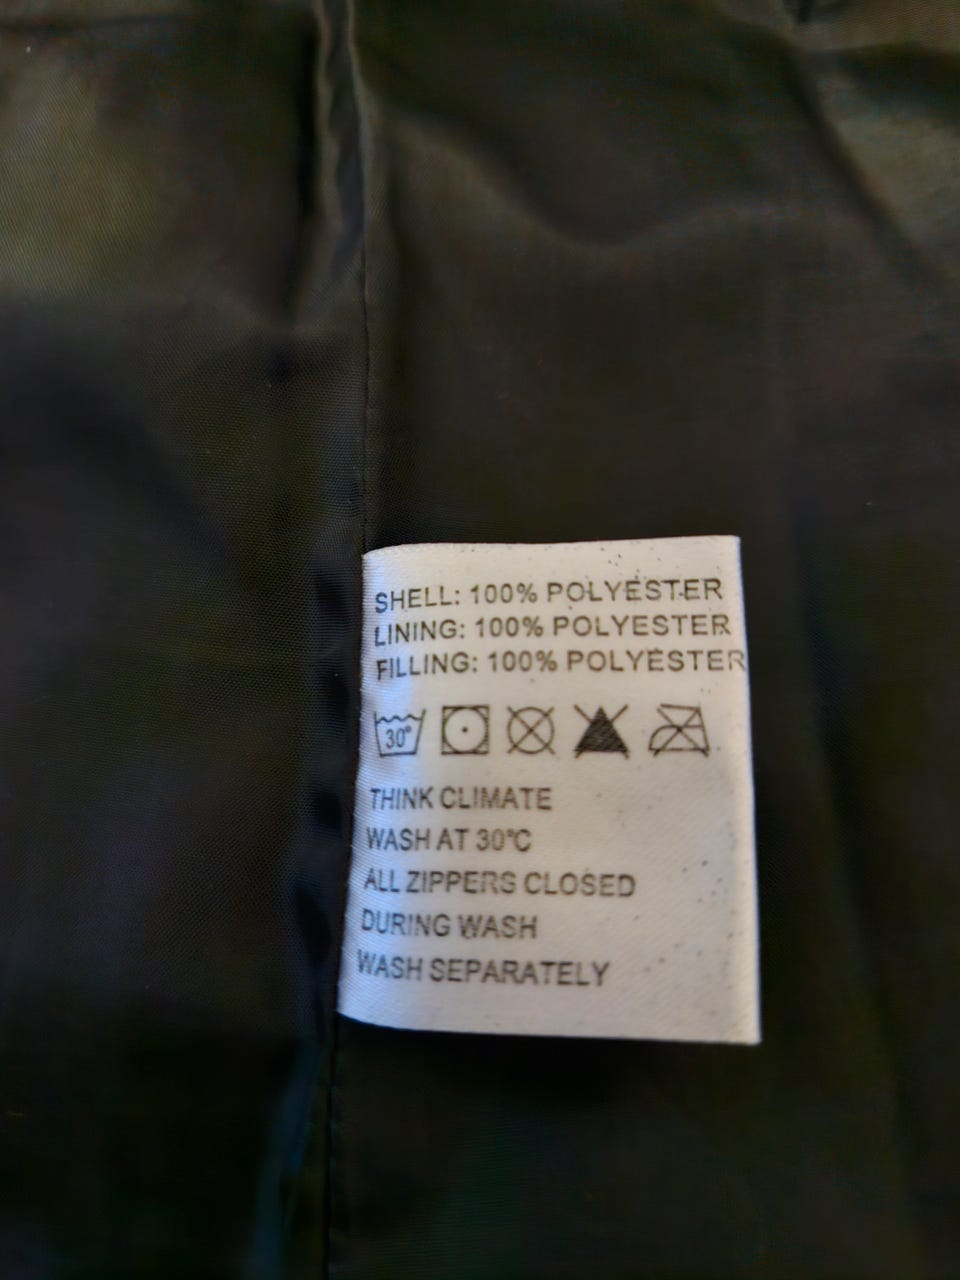 SHELL: 100% POLYESTER
LINING: 100% POLYESTER
FILLING: 100% POLYESTER
30°
THINK CLIMATE
WASH AT 30°C
ALL ZIPPERS CLOSED
DURING WASH
WASH SEPARATELY